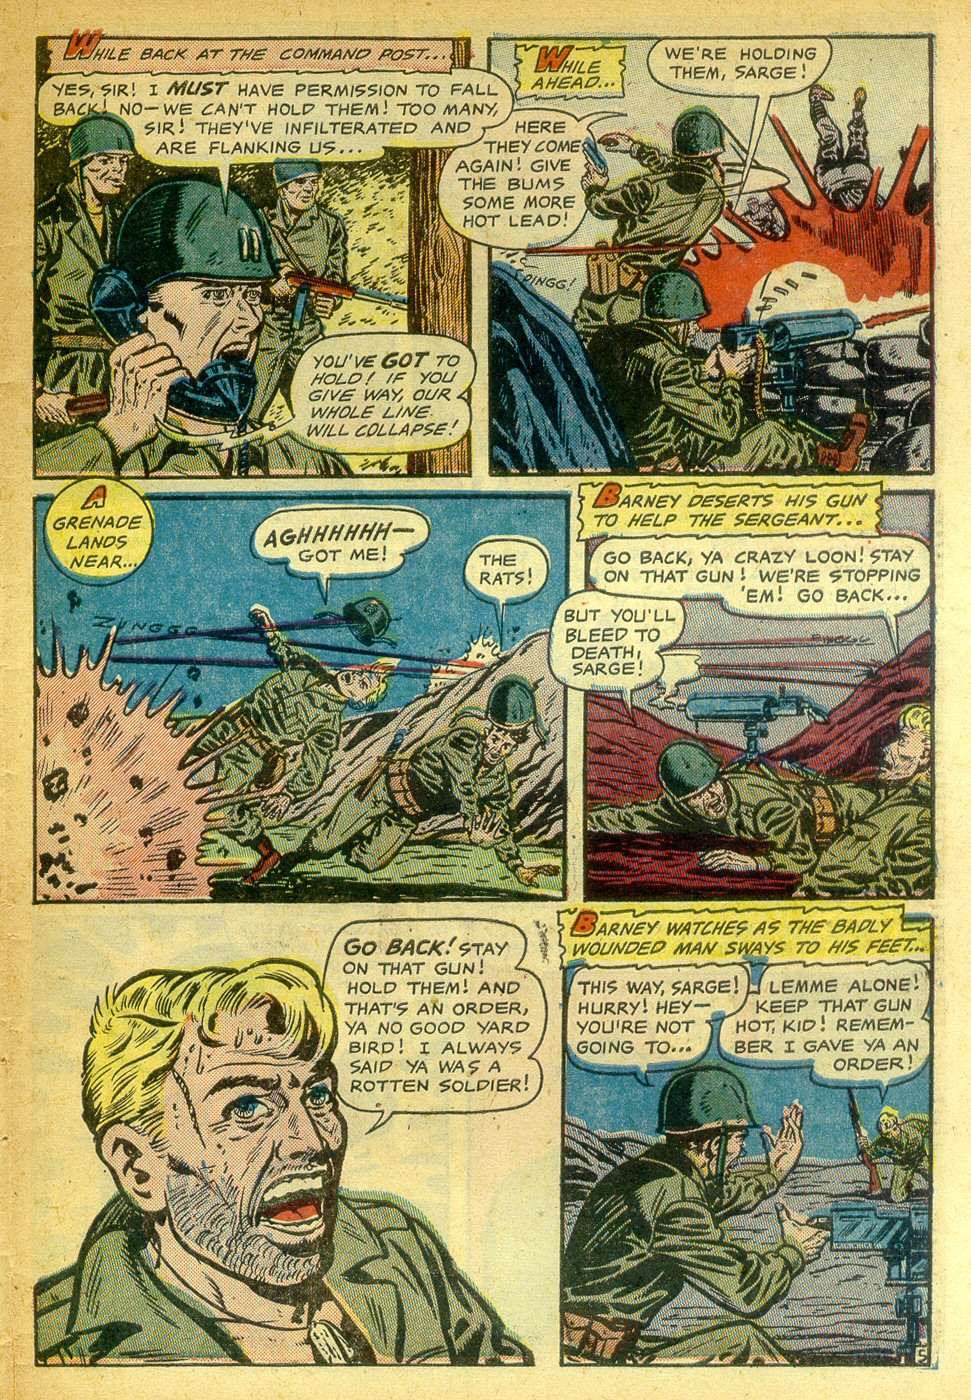 WHILE BACK AT THE COMMAND POST...
YES, SIR! I MUST HAVE PERMISSION TO FALL
BACK! NO—WE CAN'T HOLD THEM! TOO MANY,
SIR! THEY'VE INFILTERATED AND
ARE FLANKING US...
YOU'VE GOT TO
HOLD! IF YOU
GIVE WAY, OUR
WHOLE LINE
WILL COLLAPSE!
WHILE
AHEAD...
WE'RE HOLDING
THEM, SARGE!
HERE
THEY COME
AGAIN! GIVE
THE BUMS
SOME MORE
HOT LEAD!
PINGG!
A
GRENADE
LANDS
NEAR...
AGHHHHHH—
GOT ME!
THE
RATS!
ZINGGG
BARNEY DESERTS HIS GUN
TO HELP THE SERGEANT...
GO BACK, YA CRAZY LOON! STAY
ON THAT GUN! WE'RE STOPPING
'EM! GO BACK...
BUT YOU'LL
BLEED TO
DEATH,
SARGE!
PINGGG
GO BACK! STAY
ON THAT GUN!
HOLD THEM! AND
THAT'S AN ORDER,
YA NO GOOD YARD
BIRD! I ALWAYS
SAID YA WAS A
ROTTEN SOLDIER!
BARNEY WATCHES AS THE BADLY
WOUNDED MAN SWAYS TO HIS FEET...
THIS WAY, SARGE!
HURRY! HEY—
YOU'RE NOT
GOING TO...
LEMME ALONE!
KEEP THAT GUN
HOT, KID! REMEM-
BER I GAVE YA AN
ORDER!
5